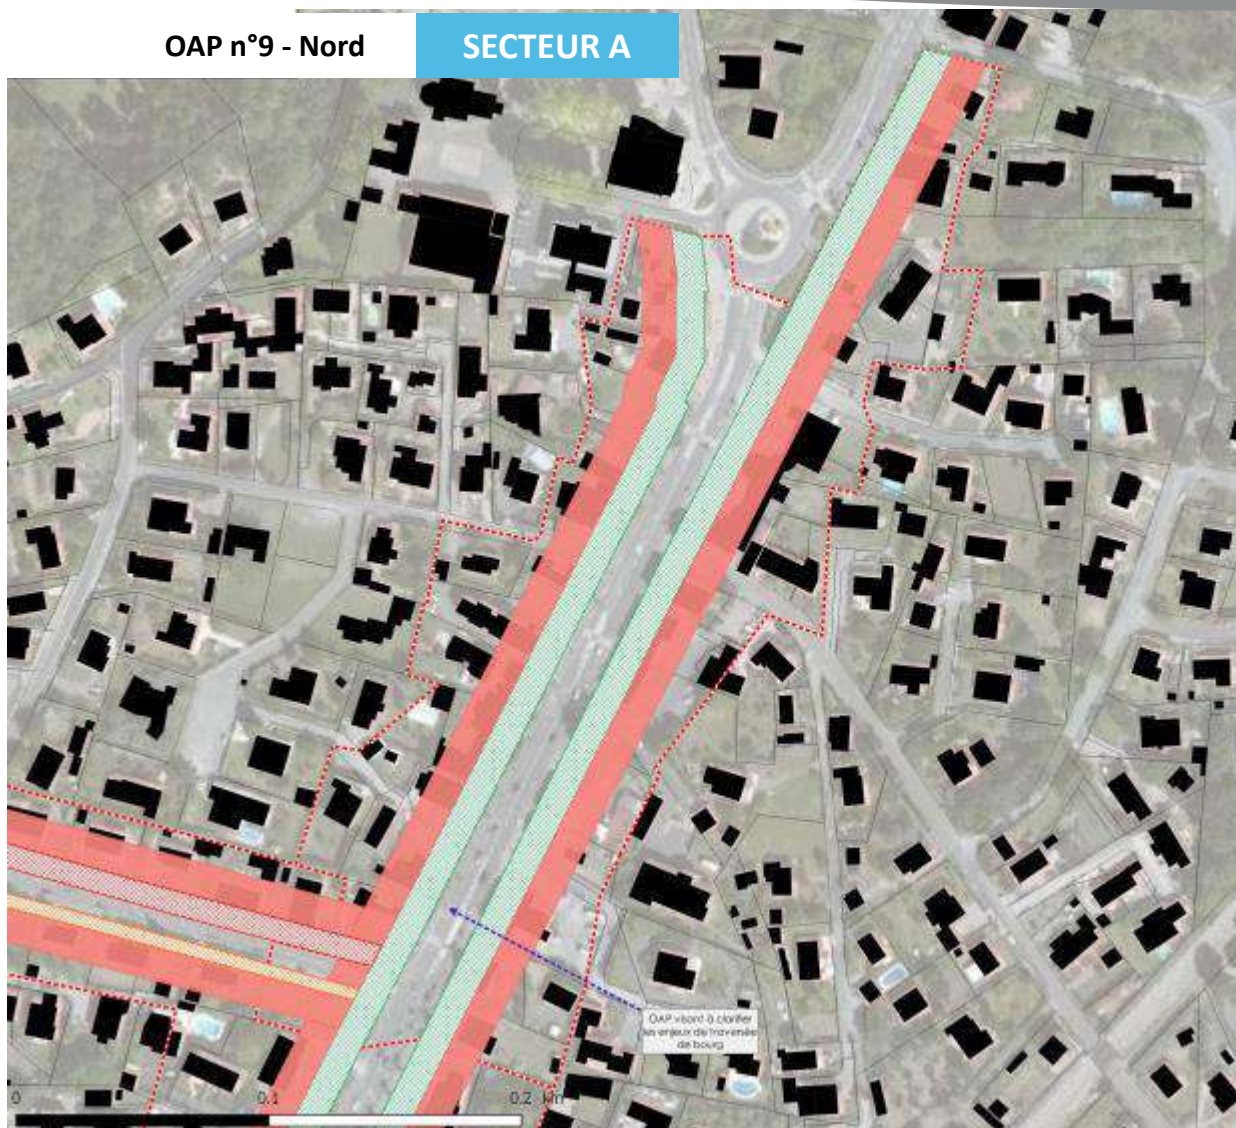 OAP n°9 - Nord
SECTEUR A
OAP visant à clarifier
les enjeux de traversée
de bourg
0
0.1
0.2 km